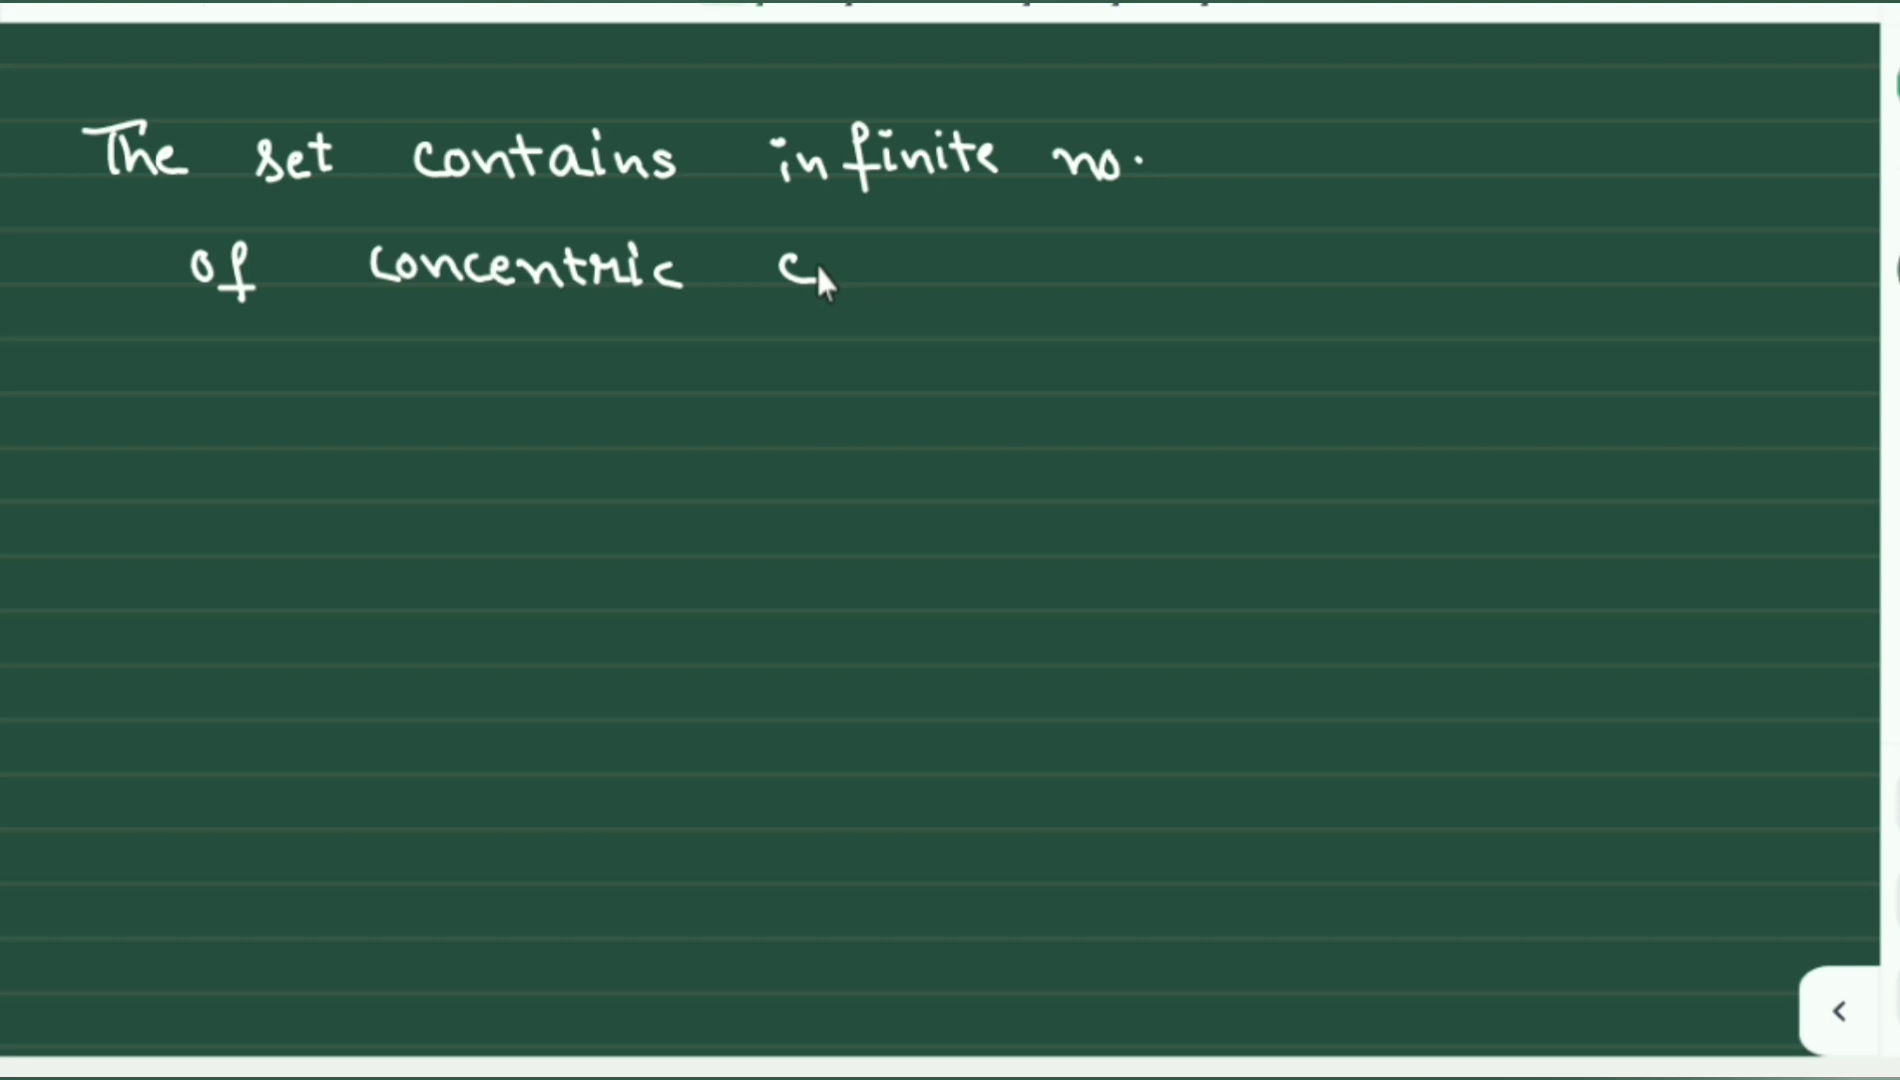 The set contains infinite no.
of concentric c